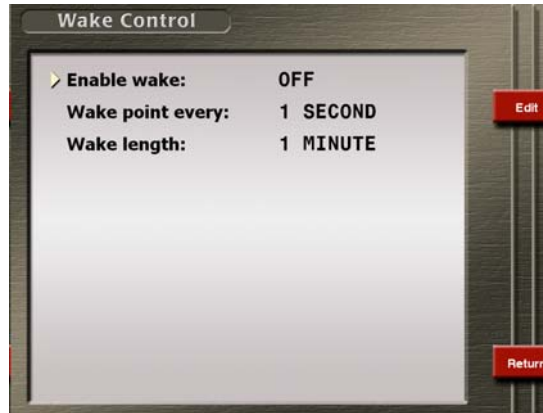 Wake Control
Enable wake: OFF
Edit
Wake point every: 1 SECOND
Wake length: 1 MINUTE
Return